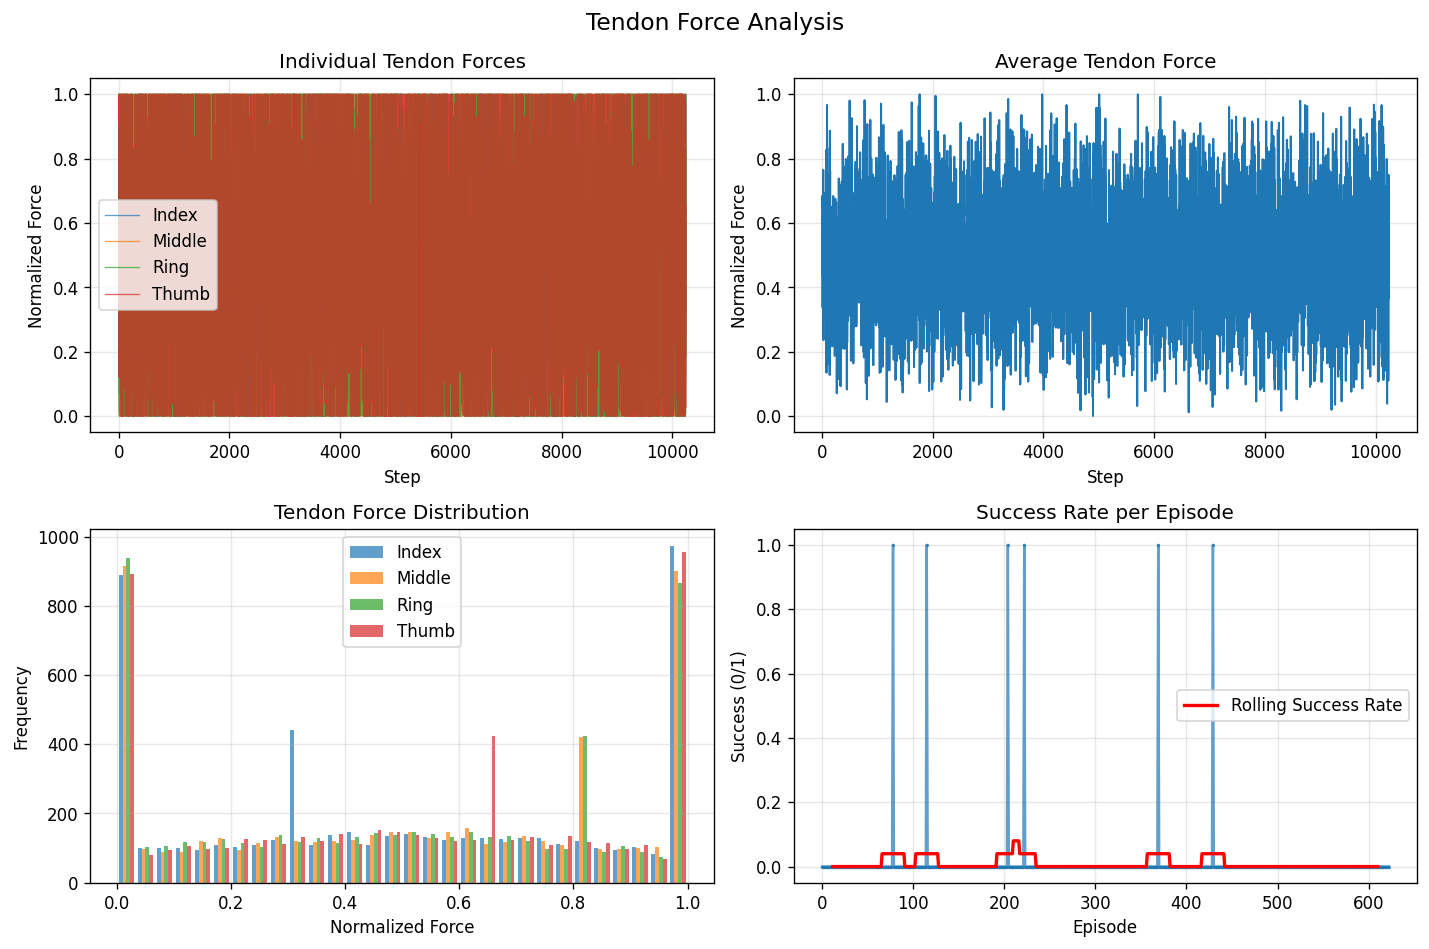 Tendon Force Analysis
Individual Tendon Forces
Normalized Force
1.0
0.8
0.6
0.4
0.2
0.0
Index
Middle
Ring
Thumb
0 2000 4000 6000 8000 10000
Step
Average Tendon Force
Normalized Force
1.0
0.8
0.6
0.4
0.2
0.0
0 2000 4000 6000 8000 10000
Step
Tendon Force Distribution
Frequency
1000
800
600
400
200
0
Index
Middle
Ring
Thumb
0.0 0.2 0.4 0.6 0.8 1.0
Normalized Force
Success Rate per Episode
Success (0/1)
1.0
0.8
0.6
0.4
0.2
0.0
Rolling Success Rate
0 100 200 300 400 500 600
Episode